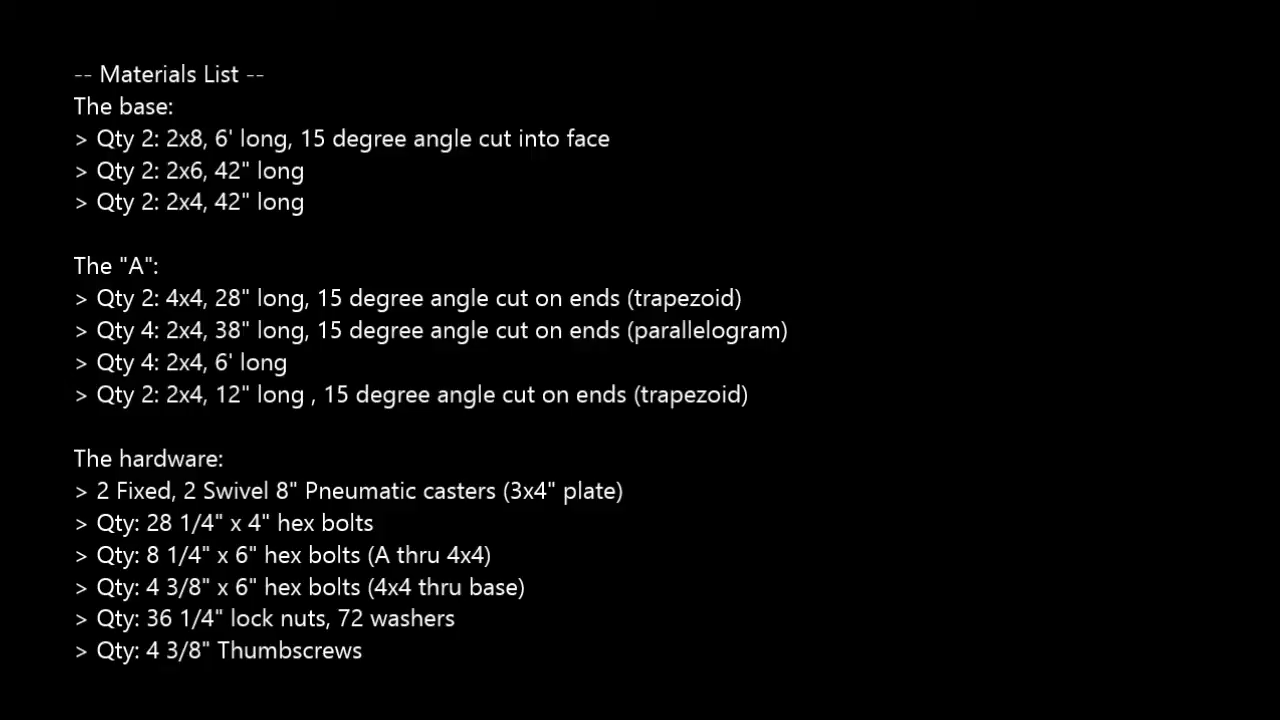 -- Materials List --
The base:
> Qty 2: 2x8, 6' long, 15 degree angle cut into face
> Qty 2: 2x6, 42" long
> Qty 2: 2x4, 42" long
The "A":
> Qty 2: 4x4, 28" long, 15 degree angle cut on ends (trapezoid)
> Qty 4: 2x4, 38" long, 15 degree angle cut on ends (parallelogram)
> Qty 4: 2x4, 6' long
> Qty 2: 2x4, 12" long , 15 degree angle cut on ends (trapezoid)
The hardware:
> 2 Fixed, 2 Swivel 8" Pneumatic casters (3x4" plate)
> Qty: 28 1/4" x 4" hex bolts
> Qty: 8 1/4" x 6" hex bolts (A thru 4x4)
> Qty: 4 3/8" x 6" hex bolts (4x4 thru base)
> Qty: 36 1/4" lock nuts, 72 washers
> Qty: 4 3/8" Thumbscrews